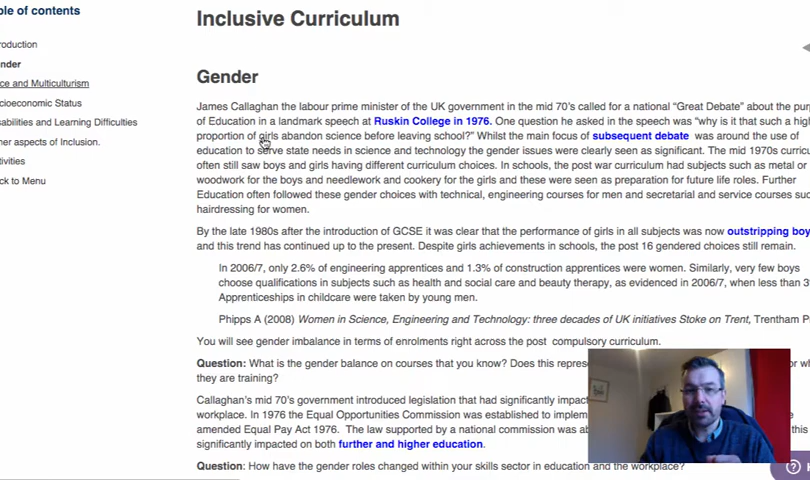 ble of contents
roduction
nder
ce and Multiculturism
cioeconomic Status
sabilities and Learning Difficulties
her aspects of Inclusion.
tivities
ck to Menu
Inclusive Curriculum
Gender
James Callaghan the labour prime minister of the UK government in the mid 70's called for a national "Great Debate" about the purp
of Education in a landmark speech at Ruskin College in 1976. One question he asked in the speech was "why is it that such a high
proportion of girls abandon science before leaving school?" Whilst the main focus of subsequent debate was around the use of
education to serve state needs in science and technology the gender issues were clearly seen as significant. The mid 1970s curricu
often still saw boys and girls having different curriculum choices. In schools, the post war curriculum had subjects such as metal or
woodwork for the boys and needlework and cookery for the girls and these were seen as preparation for future life roles. Further
Education often followed these gender choices with technical, engineering courses for men and secretarial and service courses suc
hairdressing for women.
By the late 1980s after the introduction of GCSE it was clear that the performance of girls in all subjects was now outstripping boy
and this trend has continued up to the present. Despite girls achievements in schools, the post 16 gendered choices still remain.
In 2006/7, only 2.6% of engineering apprentices and 1.3% of construction apprentices were women. Similarly, very few boys
choose qualifications in subjects such as health and social care and beauty therapy, as evidenced in 2006/7, when less than 3
Apprenticeships in childcare were taken by young men.
Phipps A (2008) Women in Science, Engineering and Technology: three decades of UK initiatives Stoke on Trent, Trentham P
You will see gender imbalance in terms of enrolments right across the post compulsory curriculum.
Question: What is the gender balance on courses that you know? Does this repres or wh
they are training?
Callaghan's mid 70's government introduced legislation that had significantly impact
workplace. In 1976 the Equal Opportunities Commission was established to implem
amended Equal Pay Act 1976. The law supported by a national commission was ab this
significantly impacted on both further and higher education.
Question: How have the gender roles changed within your skills sector in education and the workplace?